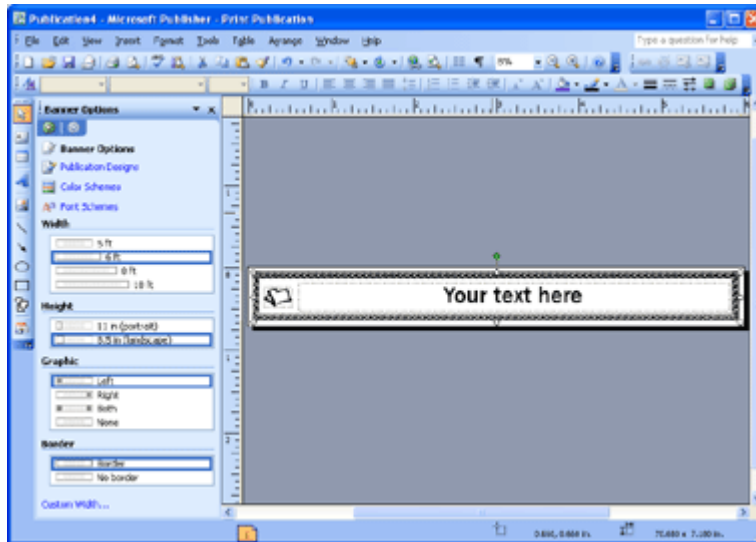 Publication4 - Microsoft Publisher - Print Publication
File Edit View Insert Format Tools Table Arrange Window Help
Type a question for help
8%
Banner Options
Banner Options
Publication Designs
Color Schemes
Font Schemes
Width
5 ft
6 ft
8 ft
10 ft
Height
11 in (portrait)
8.5 in (landscape)
Graphic
Left
Right
Both
None
Border
Border
No border
Custom Width...
Your text here